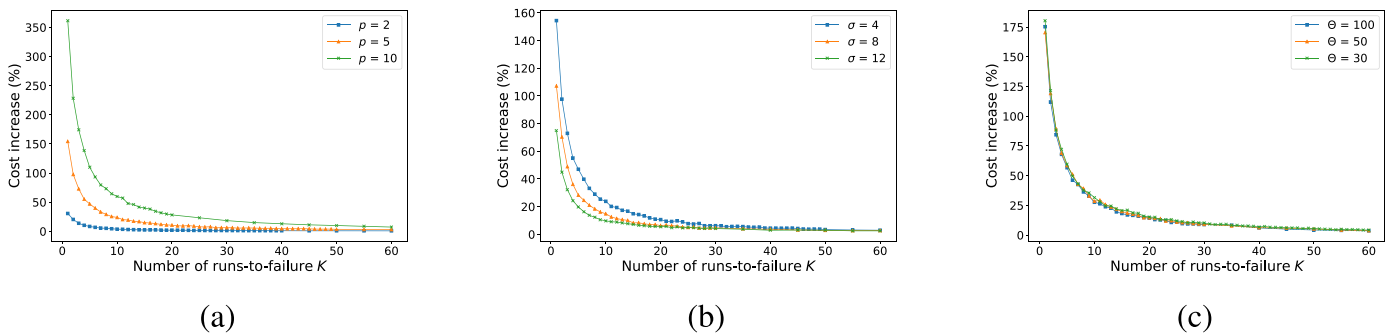 350
300
250
200
150
100
50
0
Cost increase (%)
p = 2
p = 5
p = 10
0 10 20 30 40 50 60
Number of runs-to-failure K
(a)
160
140
120
100
80
60
40
20
0
Cost increase (%)
σ = 4
σ = 8
σ = 12
0 10 20 30 40 50 60
Number of runs-to-failure K
(b)
175
150
125
100
75
50
25
0
Cost increase (%)
Θ = 100
Θ = 50
Θ = 30
0 10 20 30 40 50 60
Number of runs-to-failure K
(c)